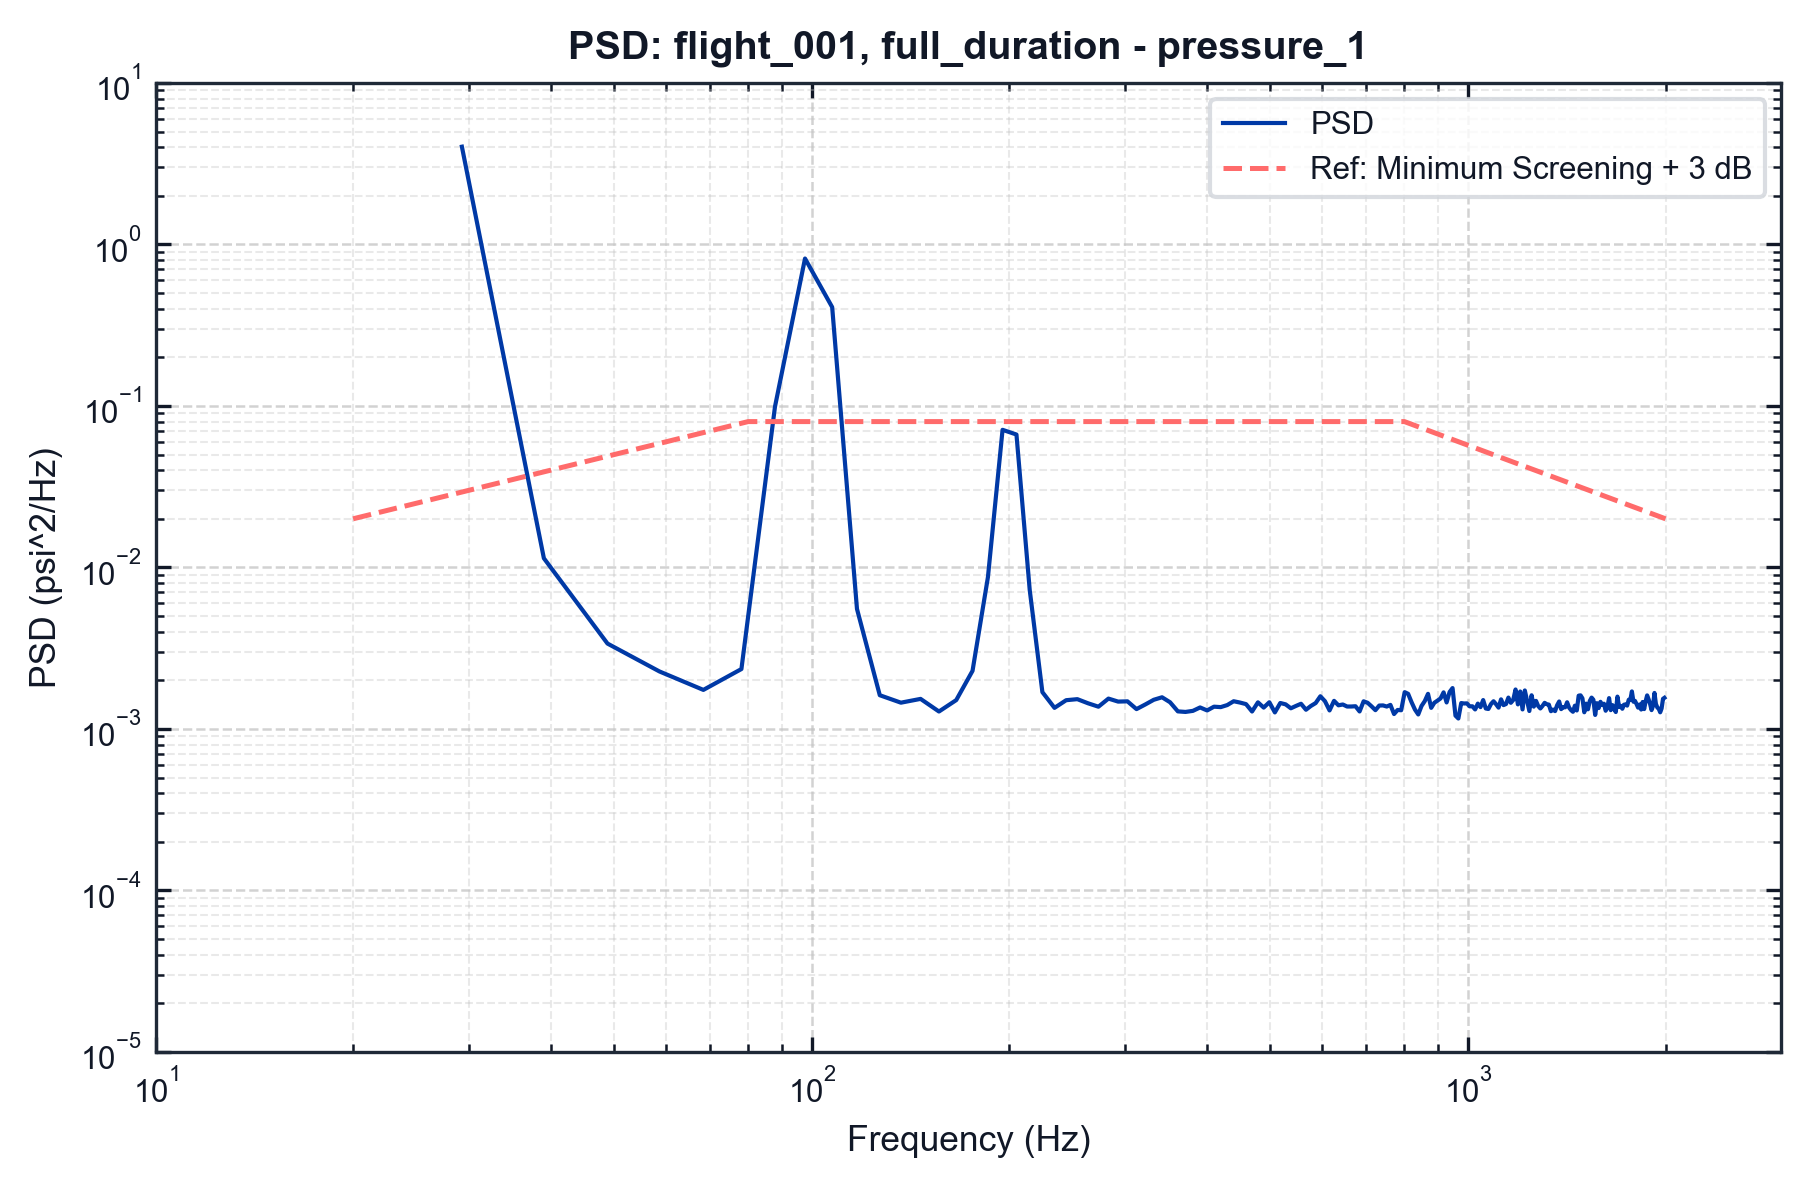 PSD: flight_001, full_duration - pressure_1
PSD
Ref: Minimum Screening + 3 dB
PSD (psi^2/Hz)
10^1
10^0
10^−1
10^−2
10^−3
10^−4
10^−5
10^1
10^2
10^3
Frequency (Hz)